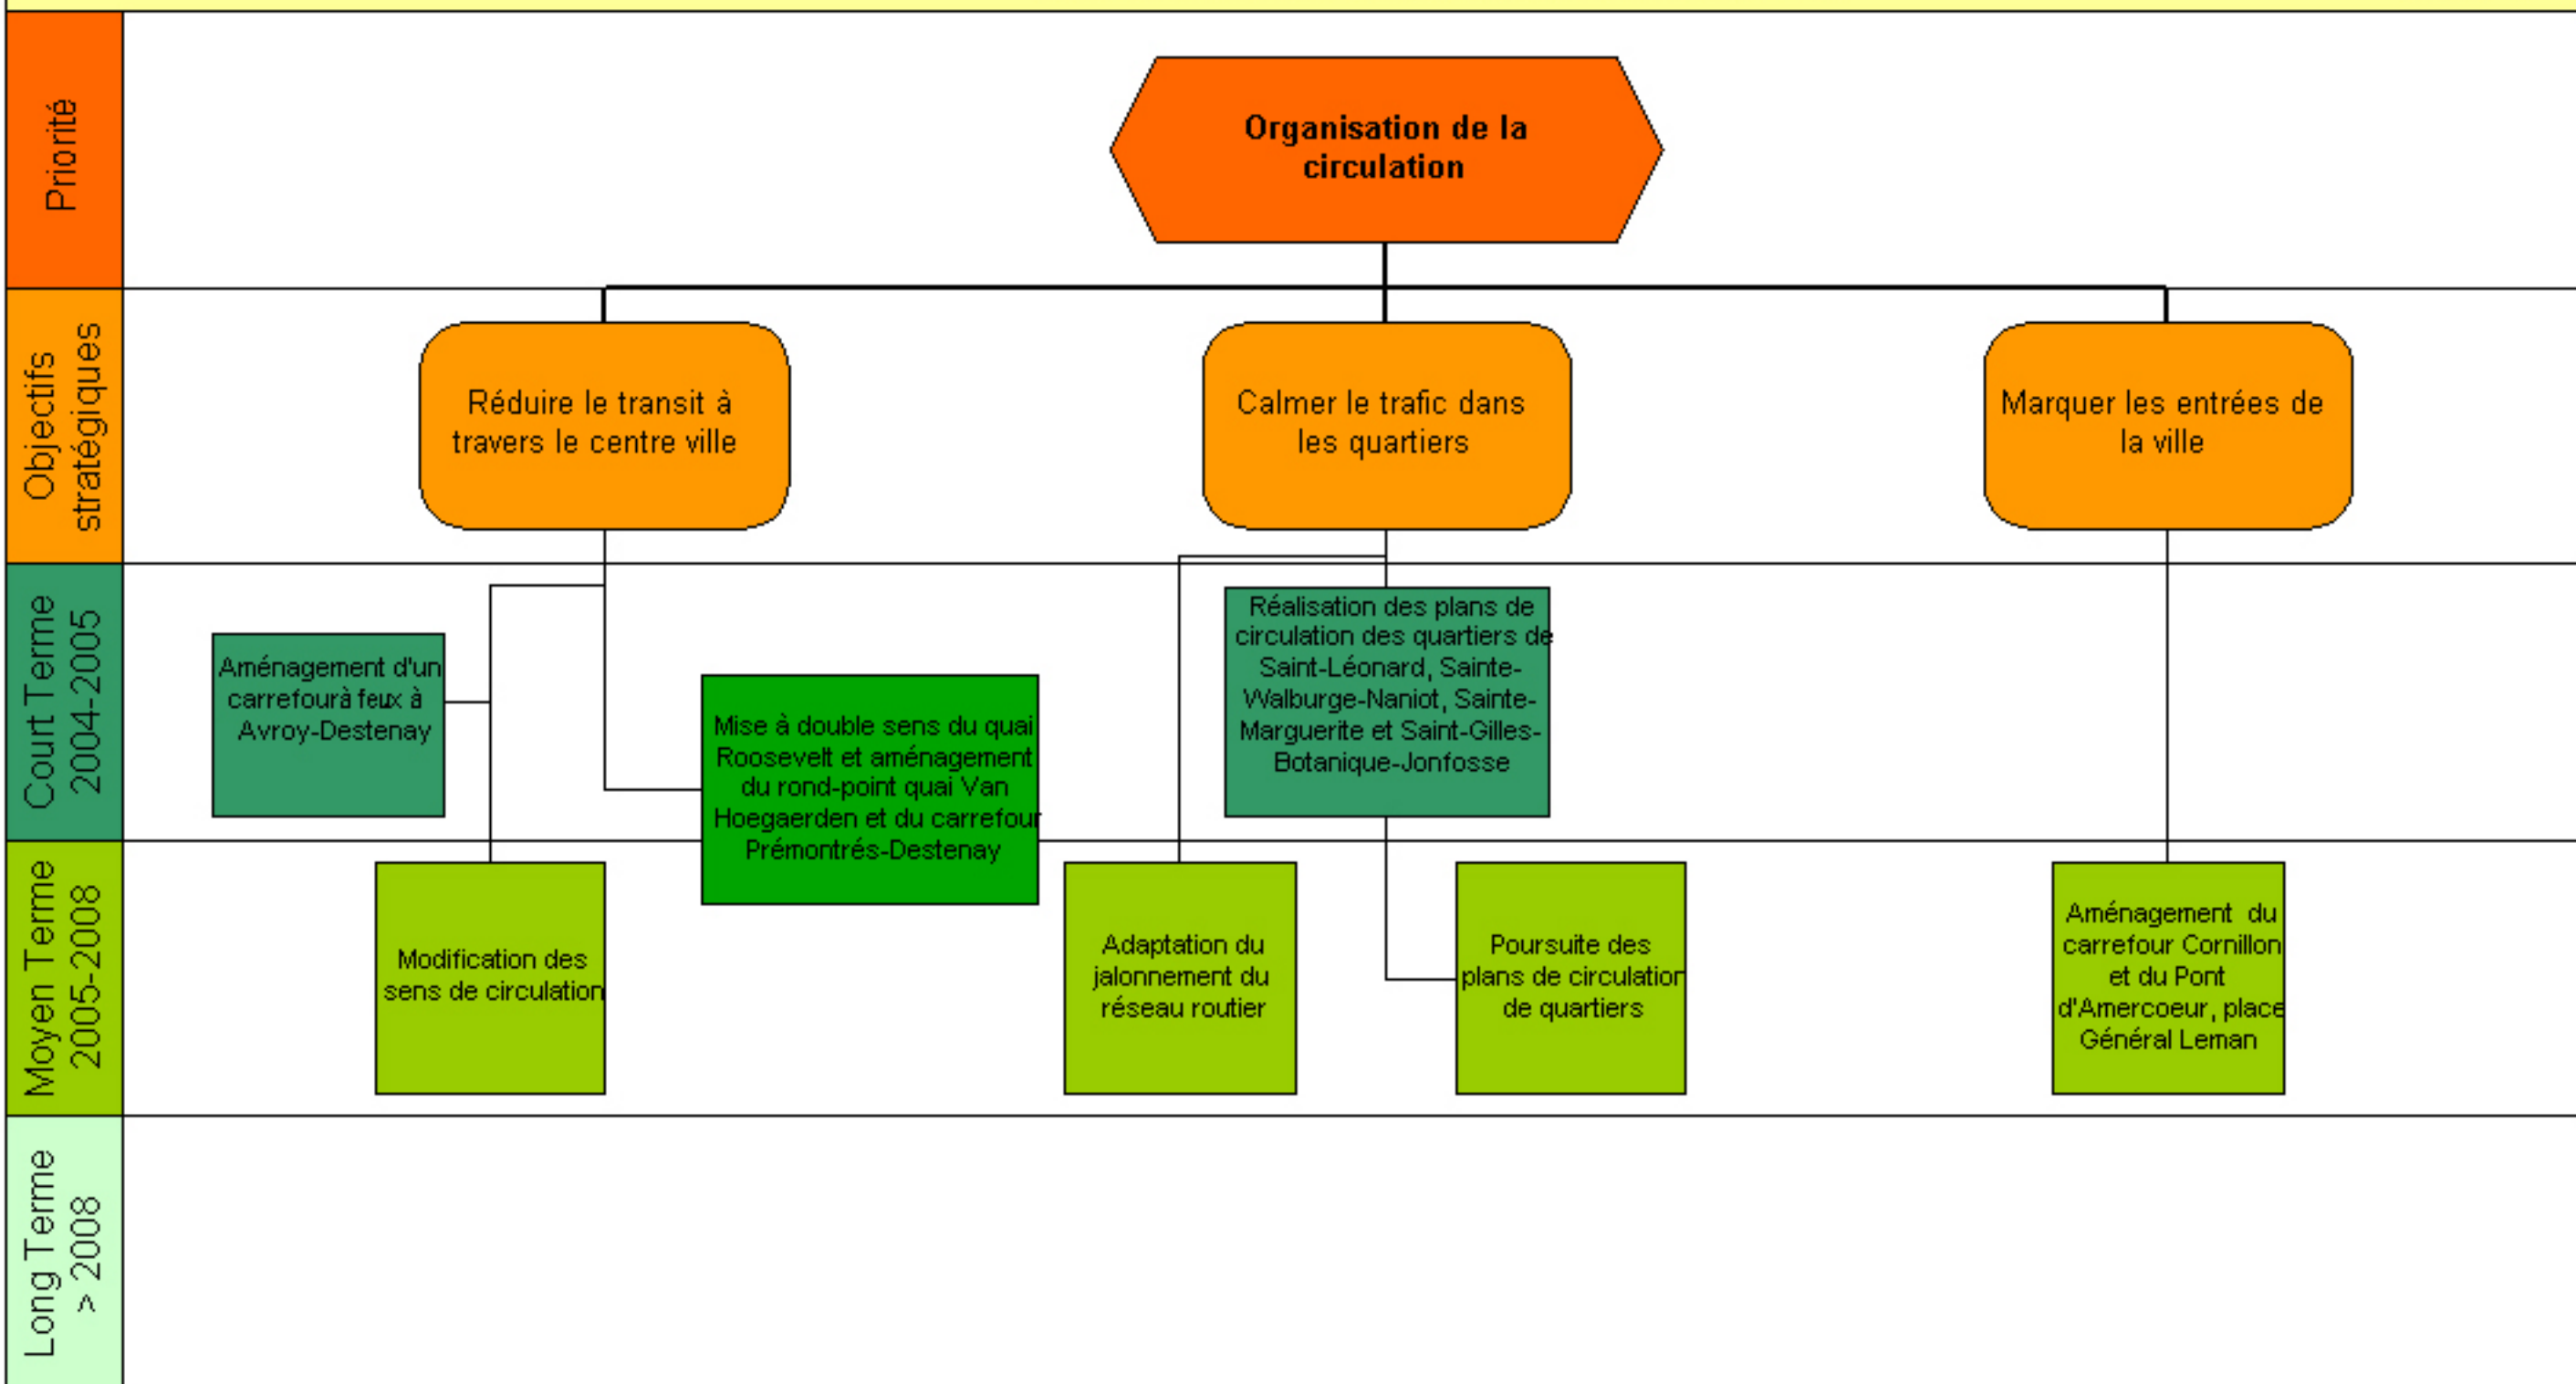 Priorité
Organisation de la
circulation
Objectifs
stratégiques
Réduire le transit à
travers le centre ville
Calmer le trafic dans
les quartiers
Marquer les entrées de
la ville
Court Terme
2004-2005
Aménagement d'un
carrefourà feux à
Avroy-Destenay
Mise à double sens du quai
Roosevelt et aménagement
du rond-point quai Van
Hoegaerden et du carrefour
Prémontrés-Destenay
Réalisation des plans de
circulation des quartiers de
Saint-Léonard, Sainte-
Walburge-Naniot, Sainte-
Marguerite et Saint-Gilles-
Botanique-Jonfosse
Moyen Terme
2005-2008
Modification des
sens de circulation
Adaptation du
jalonnement du
réseau routier
Poursuite des
plans de circulation
de quartiers
Aménagement du
carrefour Cornillon
et du Pont
d'Amercoeur, place
Général Leman
Long Terme
> 2008